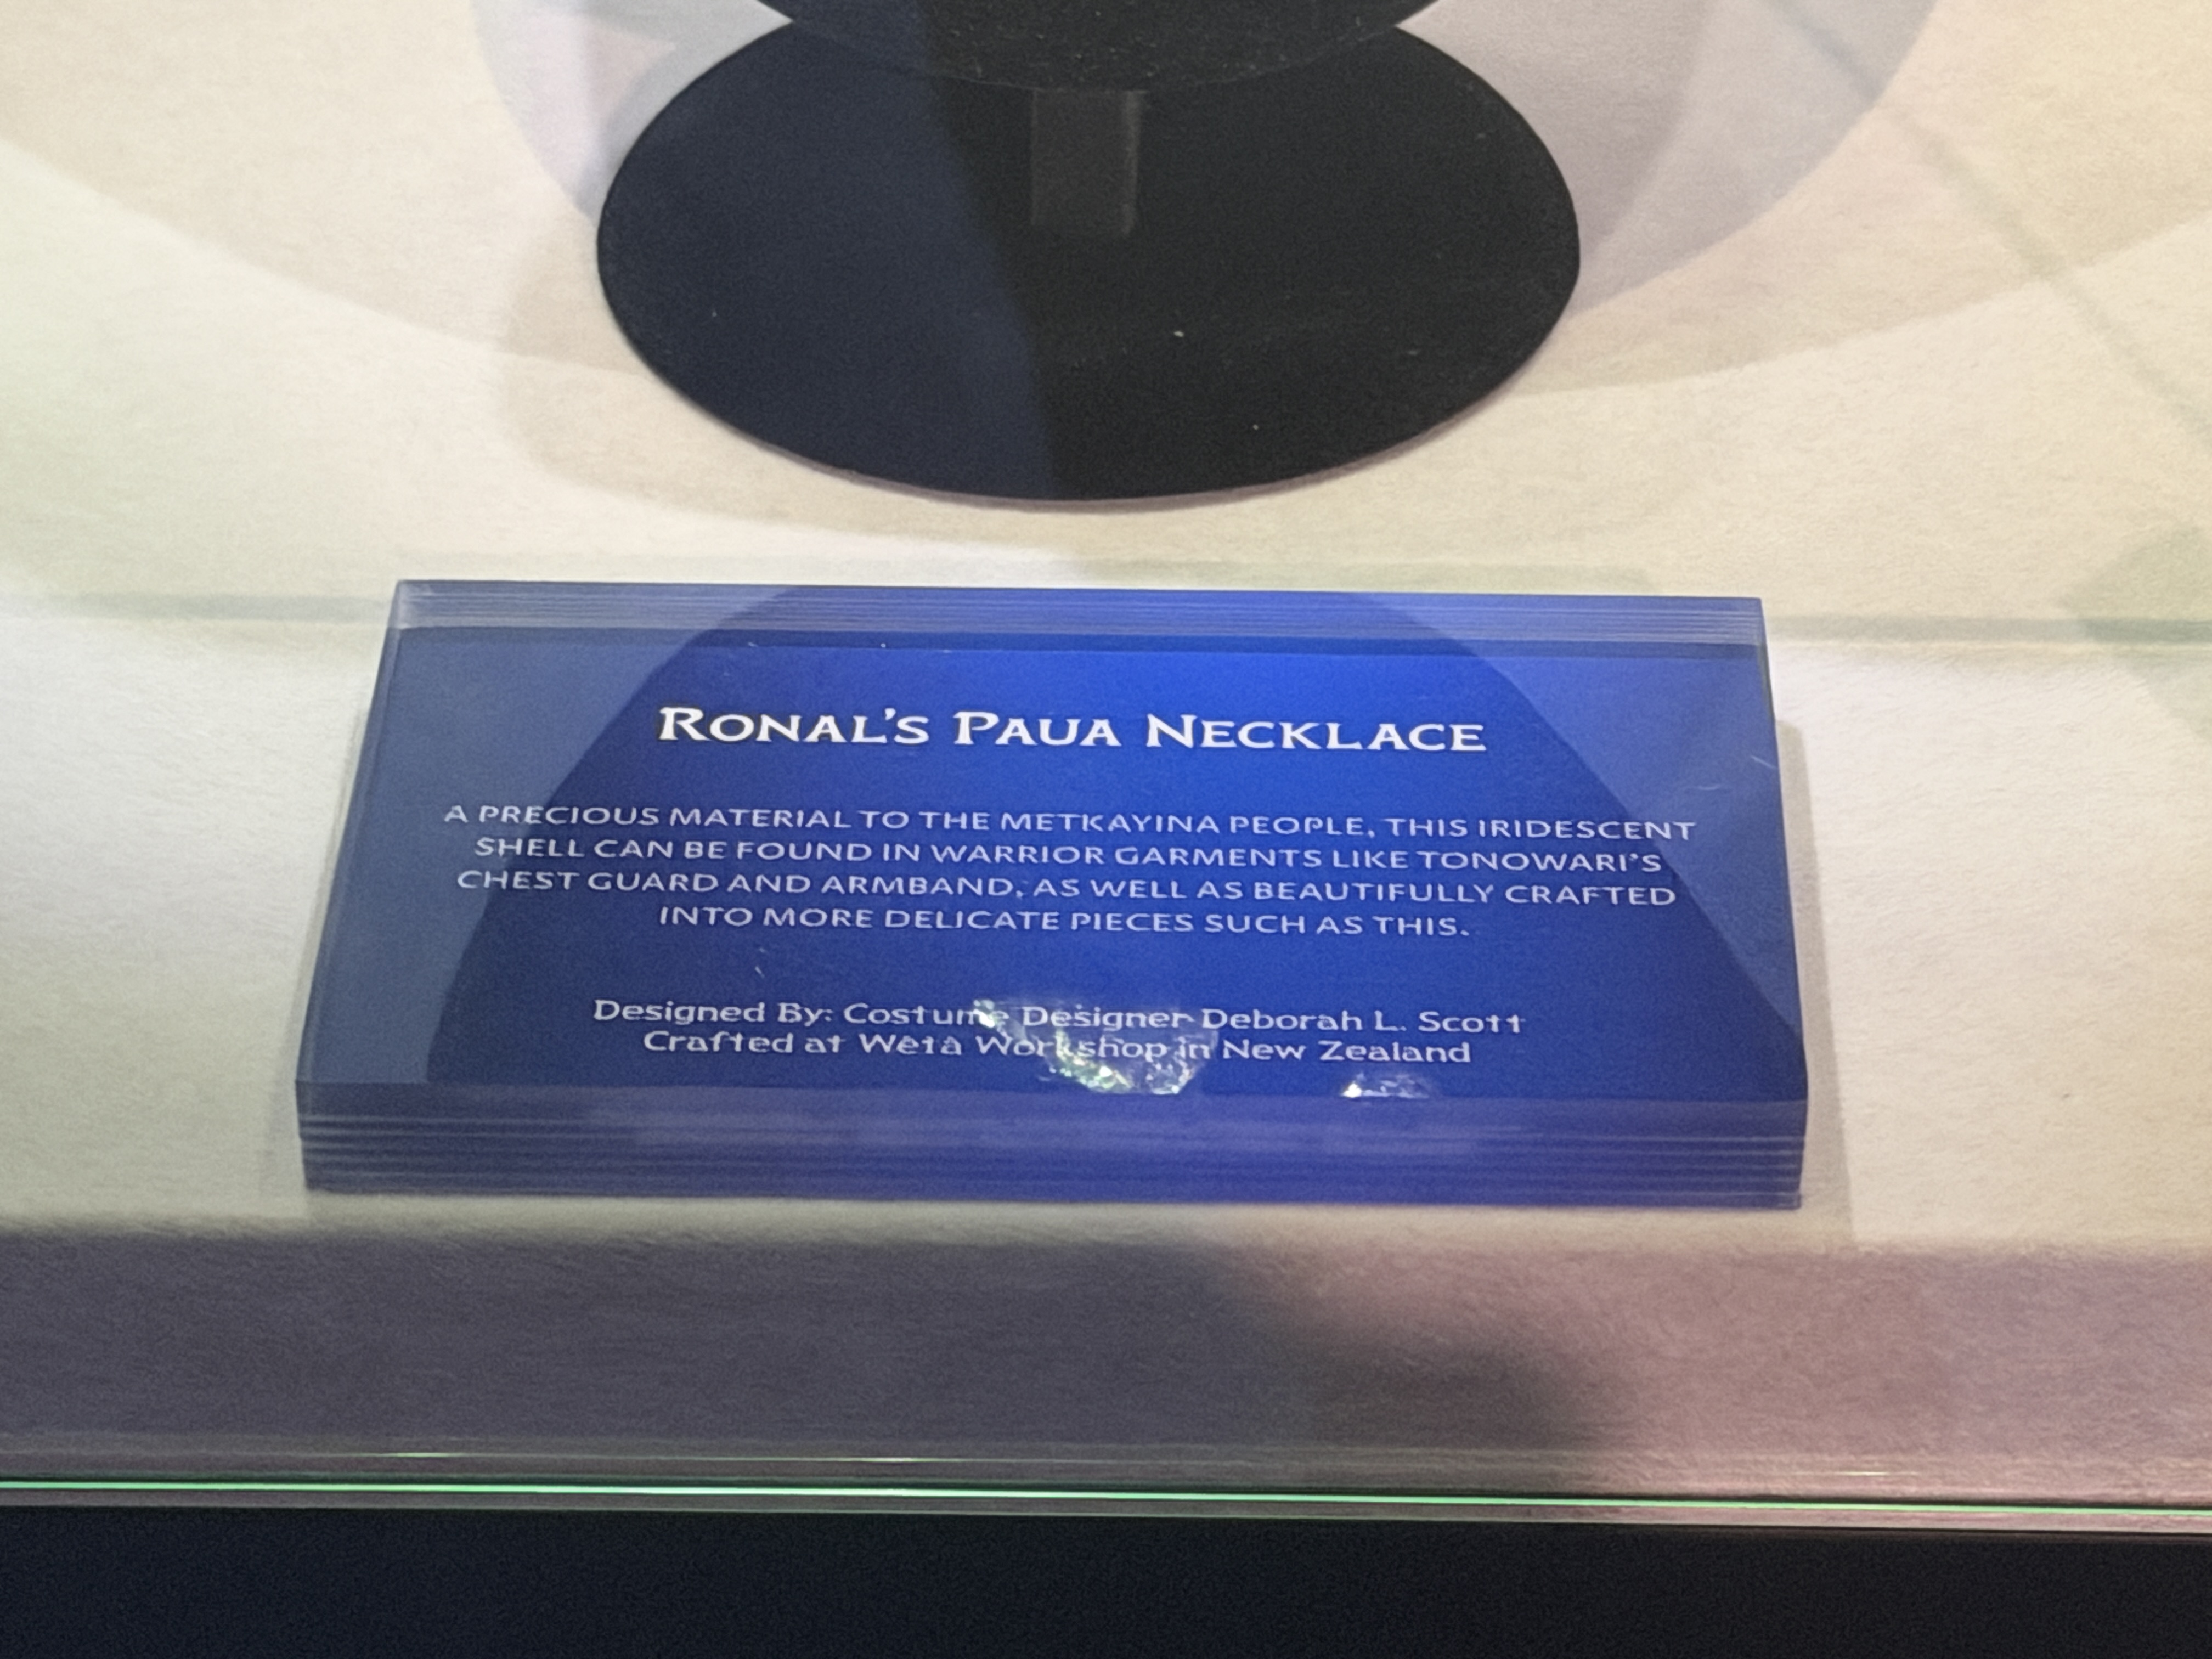 RONAL'S PAUA NECKLACE
A PRECIOUS MATERIAL TO THE METKAYINA PEOPLE, THIS IRIDESCENT
SHELL CAN BE FOUND IN WARRIOR GARMENTS LIKE TONOWARI'S
CHEST GUARD AND ARMBAND, AS WELL AS BEAUTIFULLY CRAFTED
INTO MORE DELICATE PIECES SUCH AS THIS.
Designed By: Costume Designer Deborah L. Scott
Crafted at Wētā Workshop in New Zealand